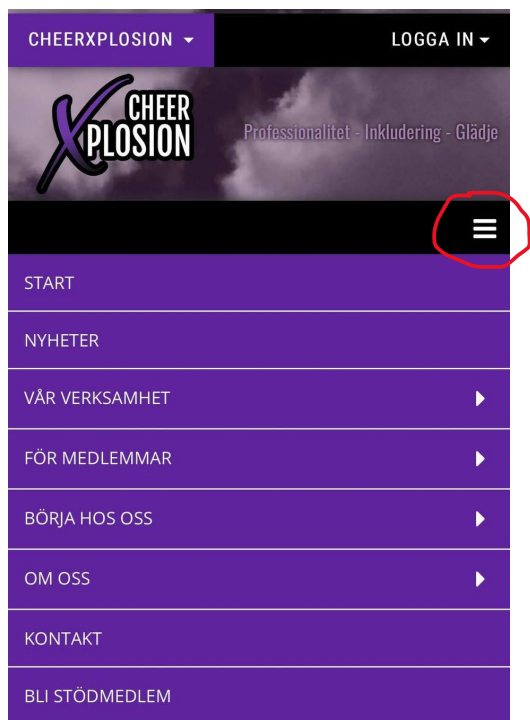 CHEERXPLOSION
LOGGA IN
CHEER
XPLOSION
Professionalitet - Inkludering - Glädje
START
NYHETER
VÅR VERKSAMHET
FÖR MEDLEMMAR
BÖRJA HOS OSS
OM OSS
KONTAKT
BLI STÖDMEDLEM